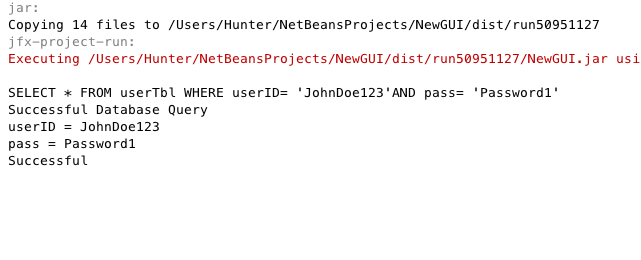 jar:
Copying 14 files to /Users/Hunter/NetBeansProjects/NewGUI/dist/run50951127
jfx-project-run:
Executing /Users/Hunter/NetBeansProjects/NewGUI/dist/run50951127/NewGUI.jar usi
SELECT * FROM userTbl WHERE userID= 'JohnDoe123'AND pass= 'Password1'
Successful Database Query
userID = JohnDoe123
pass = Password1
Successful